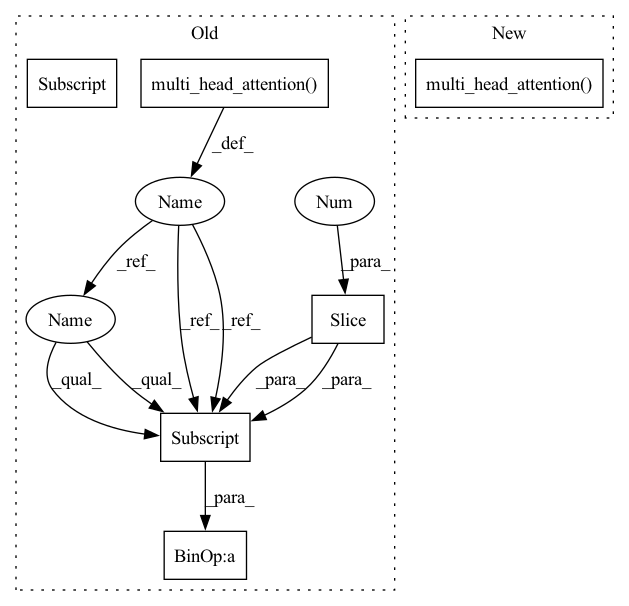 Old
New
Subscript
multi_head_attention()
multi_head_attention()
_def_
Name
Num
_ref_
_para_
Name
_ref_
_ref_
Slice
_qual_
_qual_
_para_
_para_
Subscript
_para_
BinOp:a